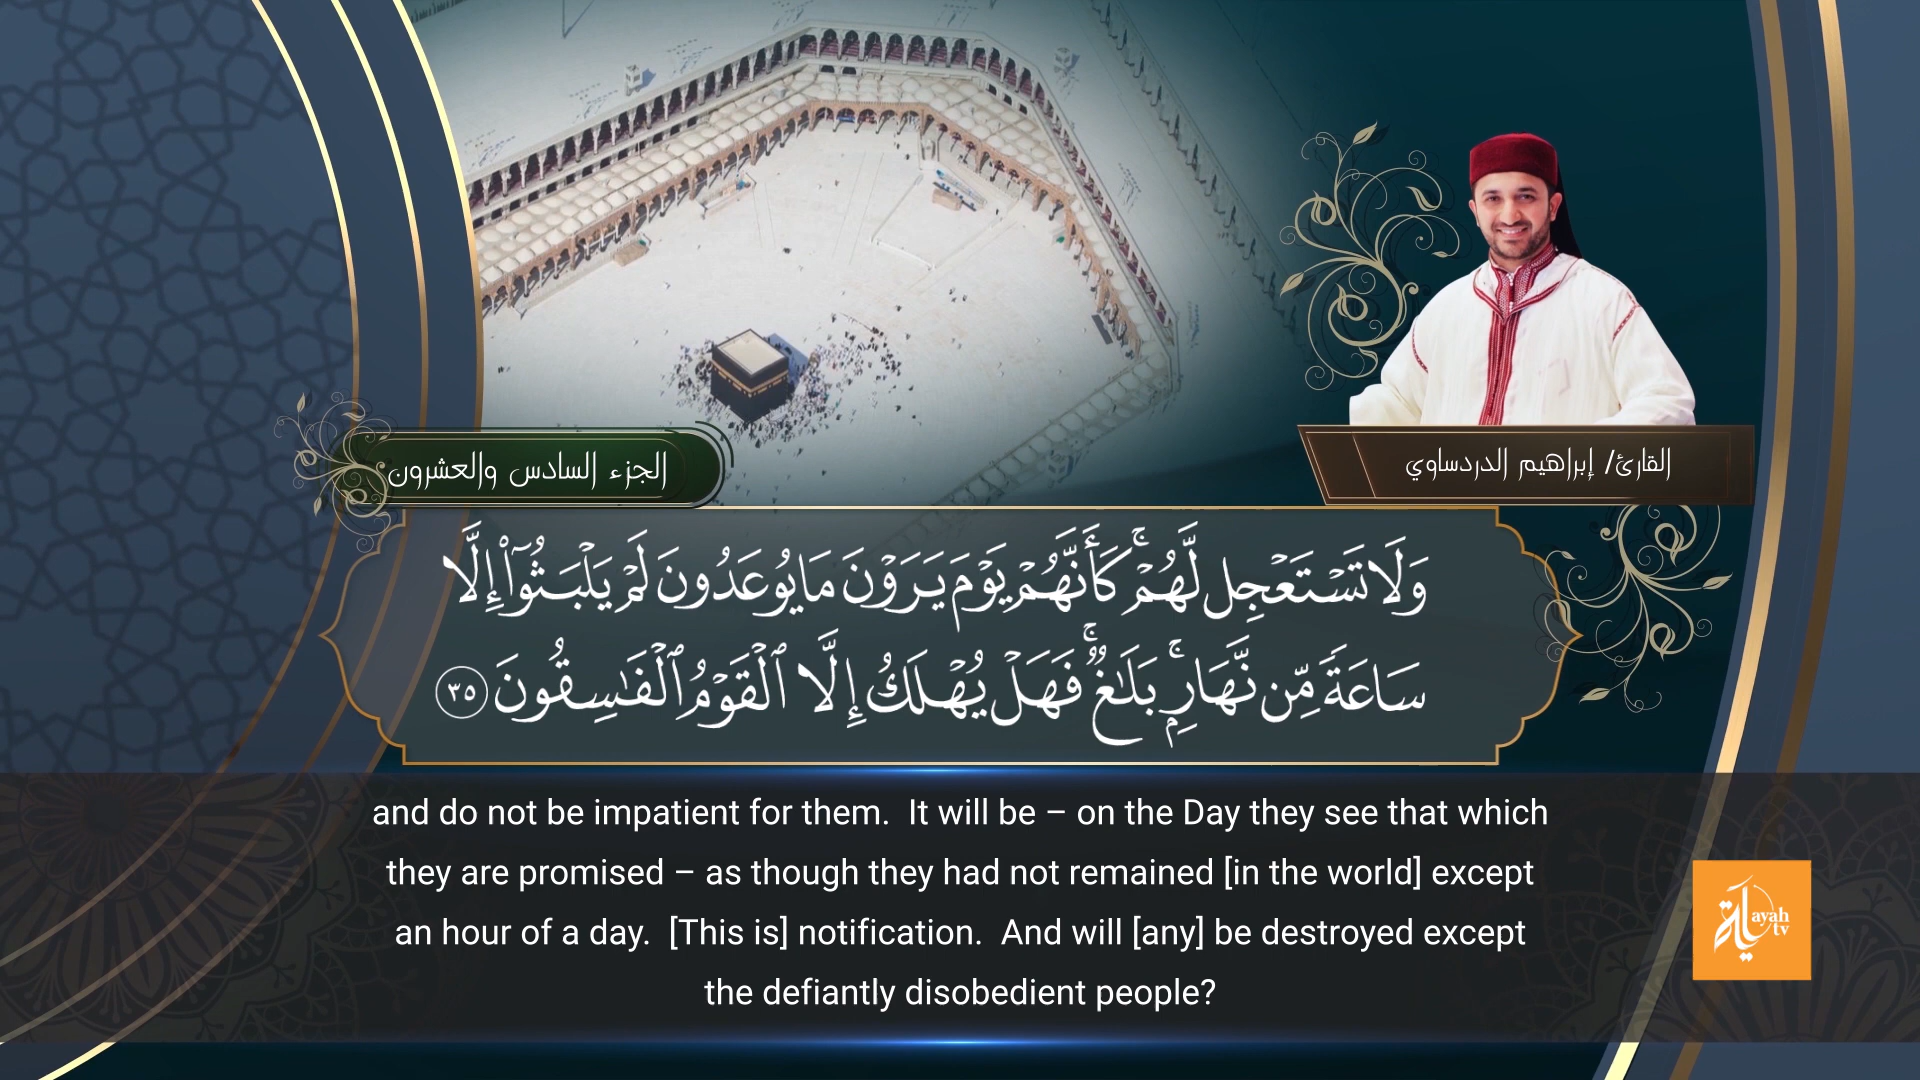 القارئ/ إبراهيم الدردساوي
الجزء السادس والعشرون
وَلَا تَسْتَعْجِل لَّهُمْ ۚ كَأَنَّهُمْ يَوْمَ يَرَوْنَ مَا يُوعَدُونَ لَمْ يَلْبَثُوٓا۟ إِلَّا
سَاعَةً مِّن نَّهَارٍۭ ۚ بَلَـٰغٌ ۚ فَهَلْ يُهْلَكُ إِلَّا ٱلْقَوْمُ ٱلْفَـٰسِقُونَ ٣٥
and do not be impatient for them. It will be – on the Day they see that which
they are promised – as though they had not remained [in the world] except
an hour of a day. [This is] notification. And will [any] be destroyed except
the defiantly disobedient people?
آية
ayah
tv